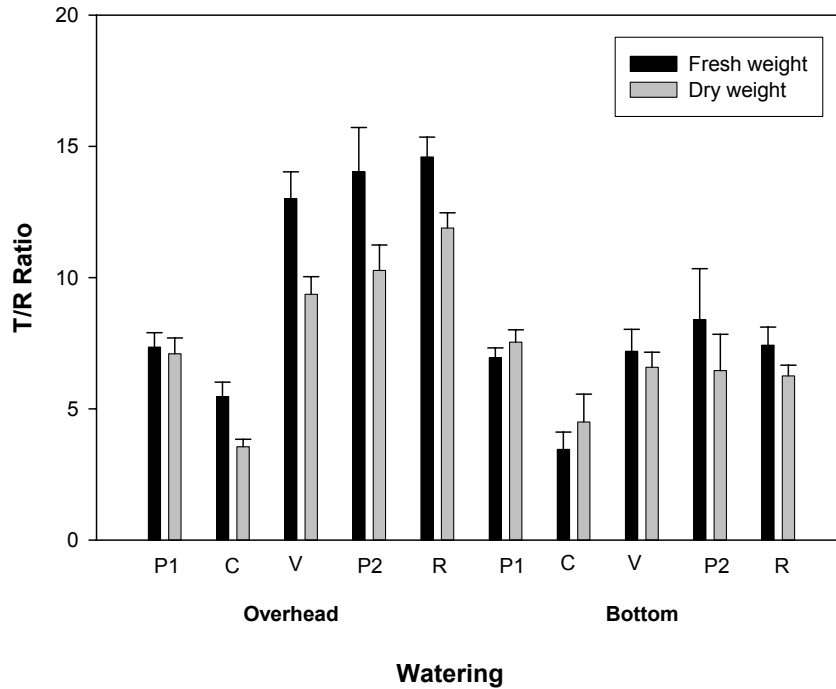 20
15
10
5
0
T/R Ratio
Fresh weight
Dry weight
P1 C V P2 R P1 C V P2 R
Overhead Bottom
Watering